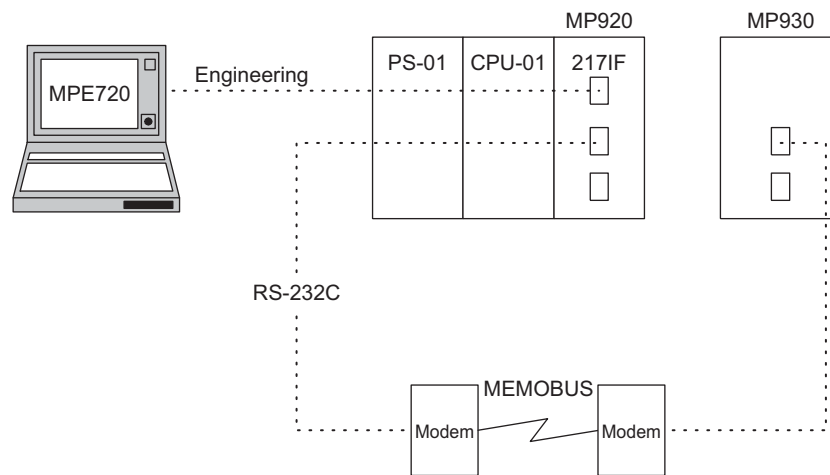 MP920
MP930
PS-01
CPU-01
217IF
MPE720
Engineering
RS-232C
MEMOBUS
Modem
Modem